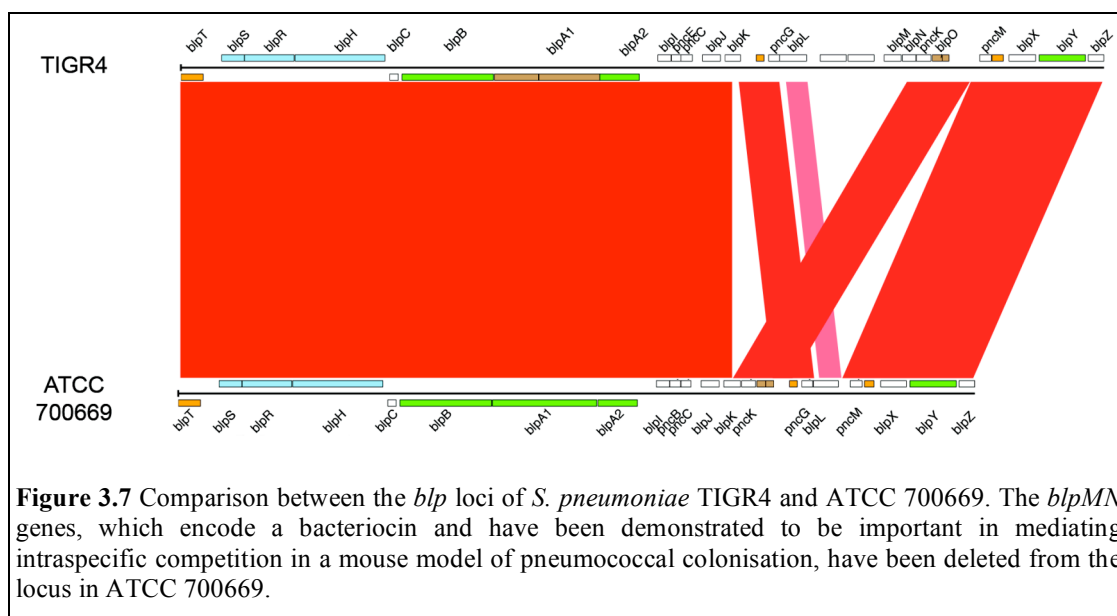 blpT blpS blpR blpH blpC blpB blpA1 blpA2 blpI pncE pncC blpJ blpK pncG blpL blpM blpN pncK blpO pncM blpX blpY blpZ
TIGR4
ATCC
700669
blpT blpS blpR blpH blpC blpB blpA1 blpA2 blpI pncB pncC blpJ blpK pncK pncG blpL pncM blpX blpY blpZ
Figure 3.7 Comparison between the blp loci of S. pneumoniae TIGR4 and ATCC 700669. The blpMN
genes, which encode a bacteriocin and have been demonstrated to be important in mediating
intraspecific competition in a mouse model of pneumococcal colonisation, have been deleted from the
locus in ATCC 700669.